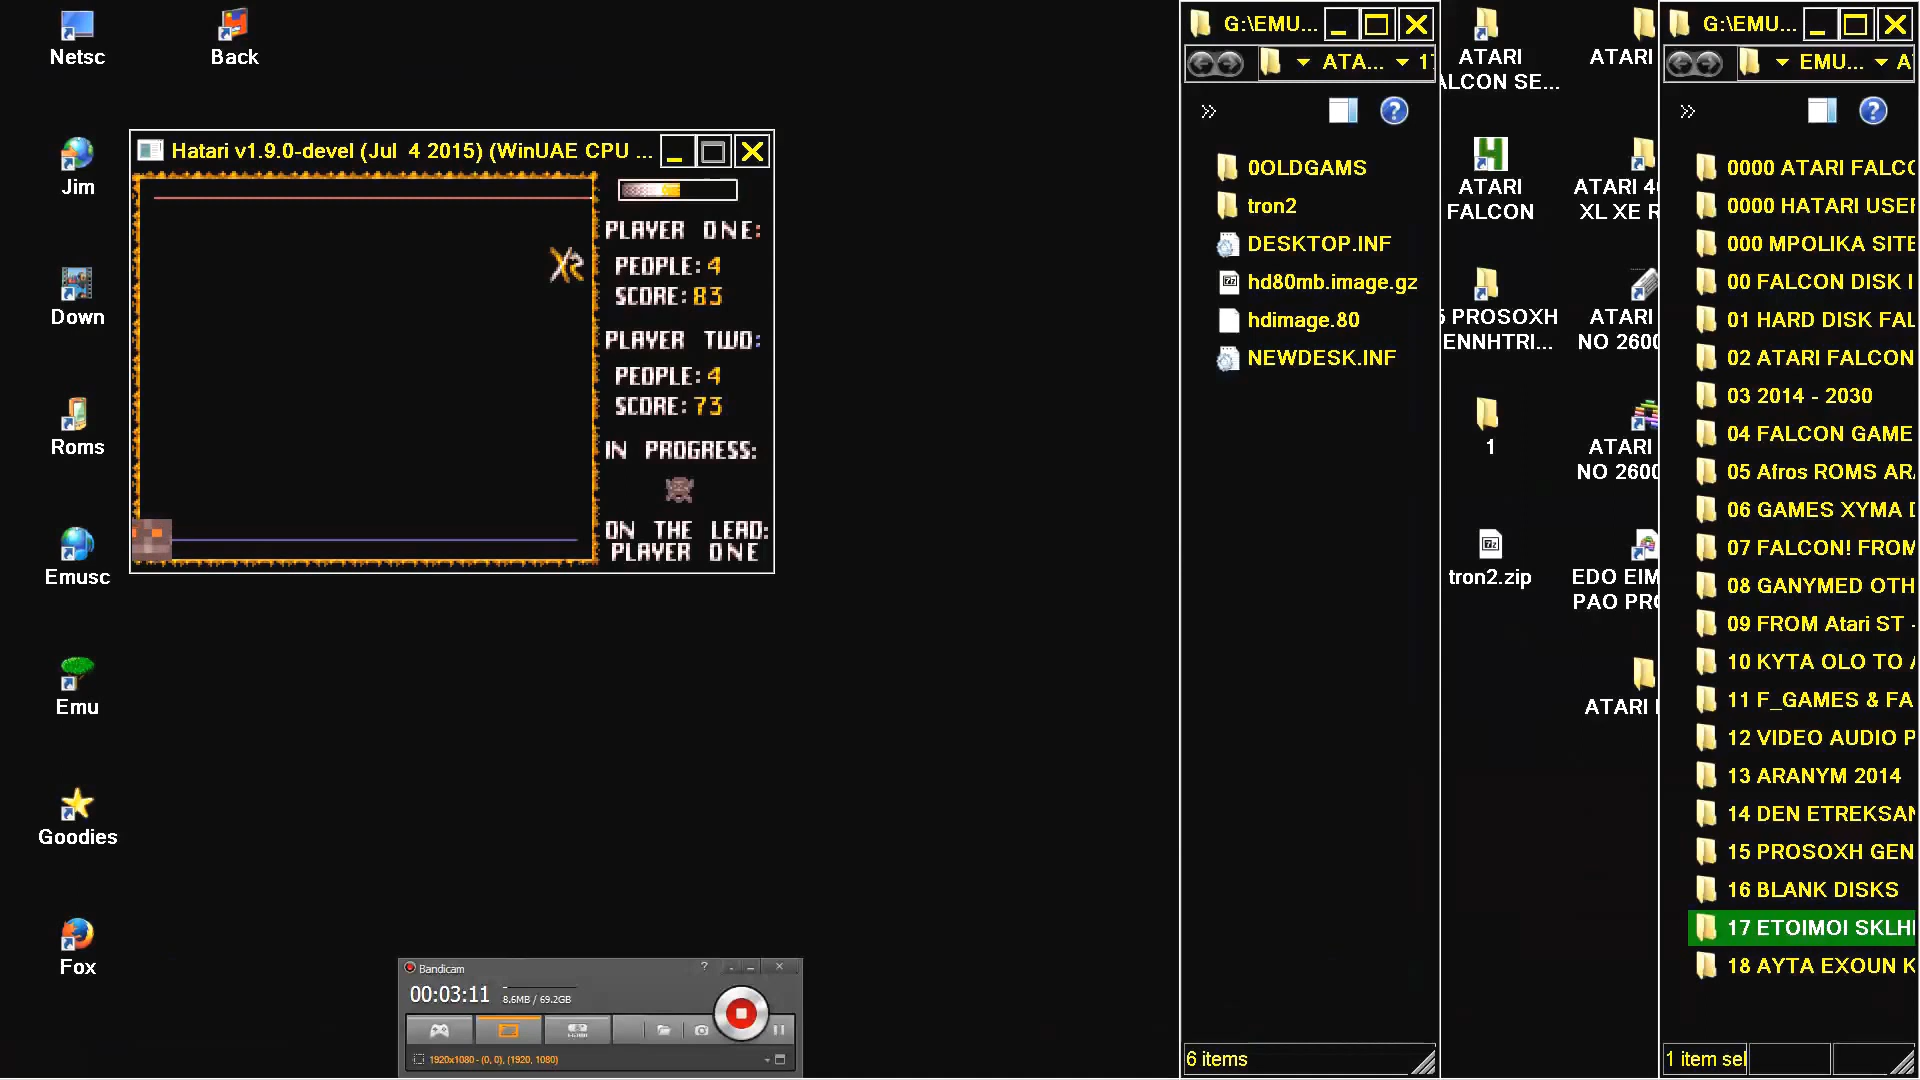 Netsc
Back
Jim
Down
Roms
Emusc
Emu
Goodies
Fox
Hatari v1.9.0-devel (Jul 4 2015) (WinUAE CPU ...
PLAYER ONE:
PEOPLE:4
SCORE:83
PLAYER TWO:
PEOPLE:4
SCORE:73
IN PROGRESS:
ON THE LEAD:
PLAYER ONE
Bandicam
00:03:11
8.6MB / 69.2GB
1920x1080 - (0, 0), (1920, 1080)
G:\EMU...
ATA...
0OLDGAMS
tron2
DESKTOP.INF
hd80mb.image.gz
hdimage.80
NEWDESK.INF
6 items
ATARI
ALCON SE...
ATARI
FALCON
5 PROSOXH
ENNHTRI...
1
tron2.zip
ATARI
ATARI 4
XL XE R
ATARI
NO 2600
ATARI
NO 2600
EDO EIM
PAO PRO
ATARI
G:\EMU...
EMU...
0000 ATARI FALC
0000 HATARI USE
000 MPOLIKA SITE
00 FALCON DISK I
01 HARD DISK FAL
02 ATARI FALCON
03 2014 - 2030
04 FALCON GAME
05 Afros ROMS AR
06 GAMES XYMA
07 FALCON! FROM
08 GANYMED OTH
09 FROM Atari ST -
10 KYTA OLO TO A
11 F_GAMES & FA
12 VIDEO AUDIO P
13 ARANYM 2014
14 DEN ETREKSAN
15 PROSOXH GEN
16 BLANK DISKS
17 ETOIMOI SKLH
18 AYTA EXOUN K
1 item sel